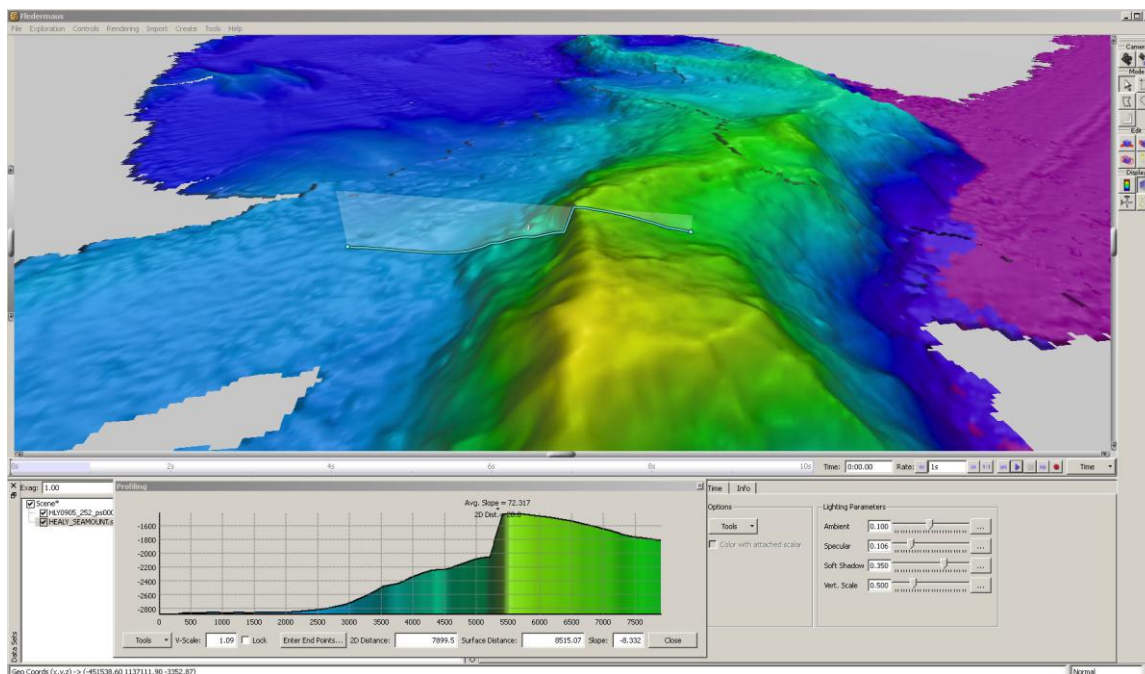 Fledermaus
File Exploration Controls Rendering Import Create Tools Help
Camer
Mode
Edit
Display
0s 2s 4s 6s 8s 10s Time: 0:00.00 Rate: 1s Time
Exag: 1.00
Scene*
HLY0905_252_ps000
HEALY_SEAMOUNT.s
Data Sets
Profiling
Avg. Slope = 72.317
2D Dist.
-1600
-1800
-2000
-2200
-2400
-2600
-2800
0 500 1000 1500 2000 2500 3000 3500 4000 4500 5000 5500 6000 6500 7000 7500
Tools V-Scale: 1.09 Lock Enter End Points... 2D Distance: 7899.5 Surface Distance: 8515.07 Slope: -8.332 Close
Time Info
Options
Tools
Color with attached scalar
Lighting Parameters
Ambient 0.100 ...
Specular 0.106 ...
Soft Shadow 0.350 ...
Vert. Scale 0.500 ...
Geo Coords (x,y,z) -> (-451538.60 1137111.90 -3352.87)
Normal